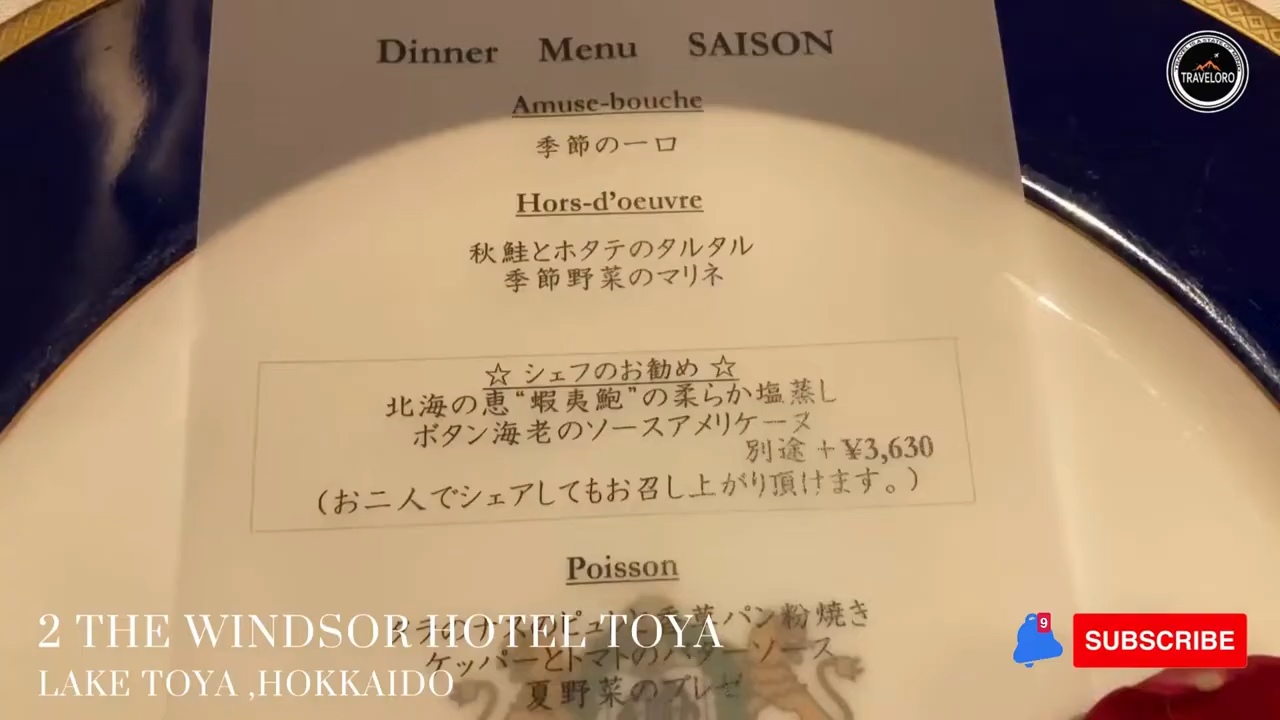 Dinner Menu SAISON
TRAVELORO
Amuse-bouche
季節の一口
Hors-d'oeuvre
秋鮭とホタテのタルタル
季節野菜のマリネ
☆ シェフのお勧め ☆
北海の恵“蝦夷鮑”の柔らか塩蒸し
ボタン海老のソースアメリケーヌ
別途 + ¥3,630
(お二人でシェアしてもお召し上がり頂けます。)
Poisson
パン粉焼き
ケッパーとトマトのバターソース
夏野菜のブレゼ
2 THE WINDSOR HOTEL TOYA
LAKE TOYA ,HOKKAIDO
9
SUBSCRIBE